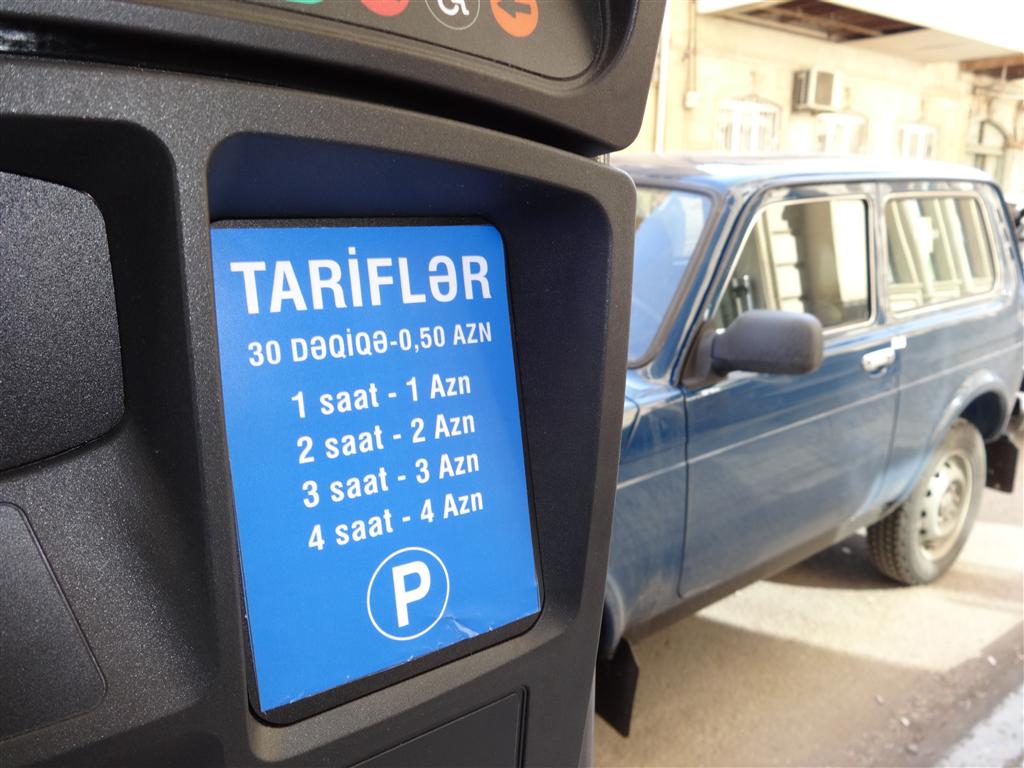 TARİFLƏR
30 DƏQİQƏ-0,50 AZN
1 saat - 1 Azn
2 saat - 2 Azn
3 saat - 3 Azn
4 saat - 4 Azn
P